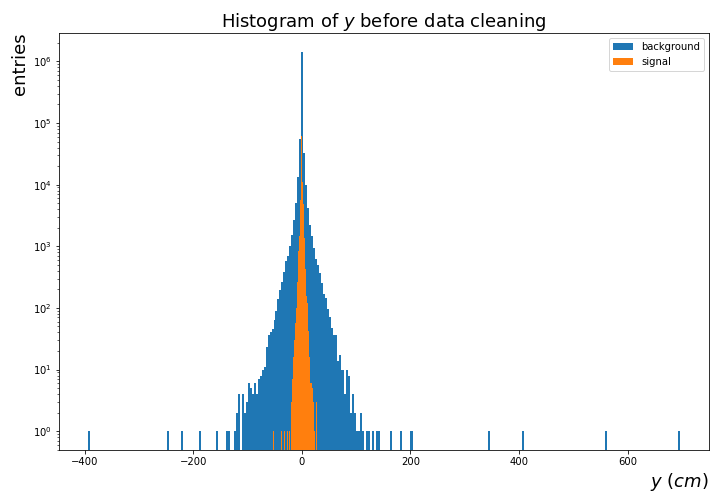 Histogram of y before data cleaning
entries
background
signal
10⁶
10⁵
10⁴
10³
10²
10¹
10⁰
−400 −200 0 200 400 600
y (cm)